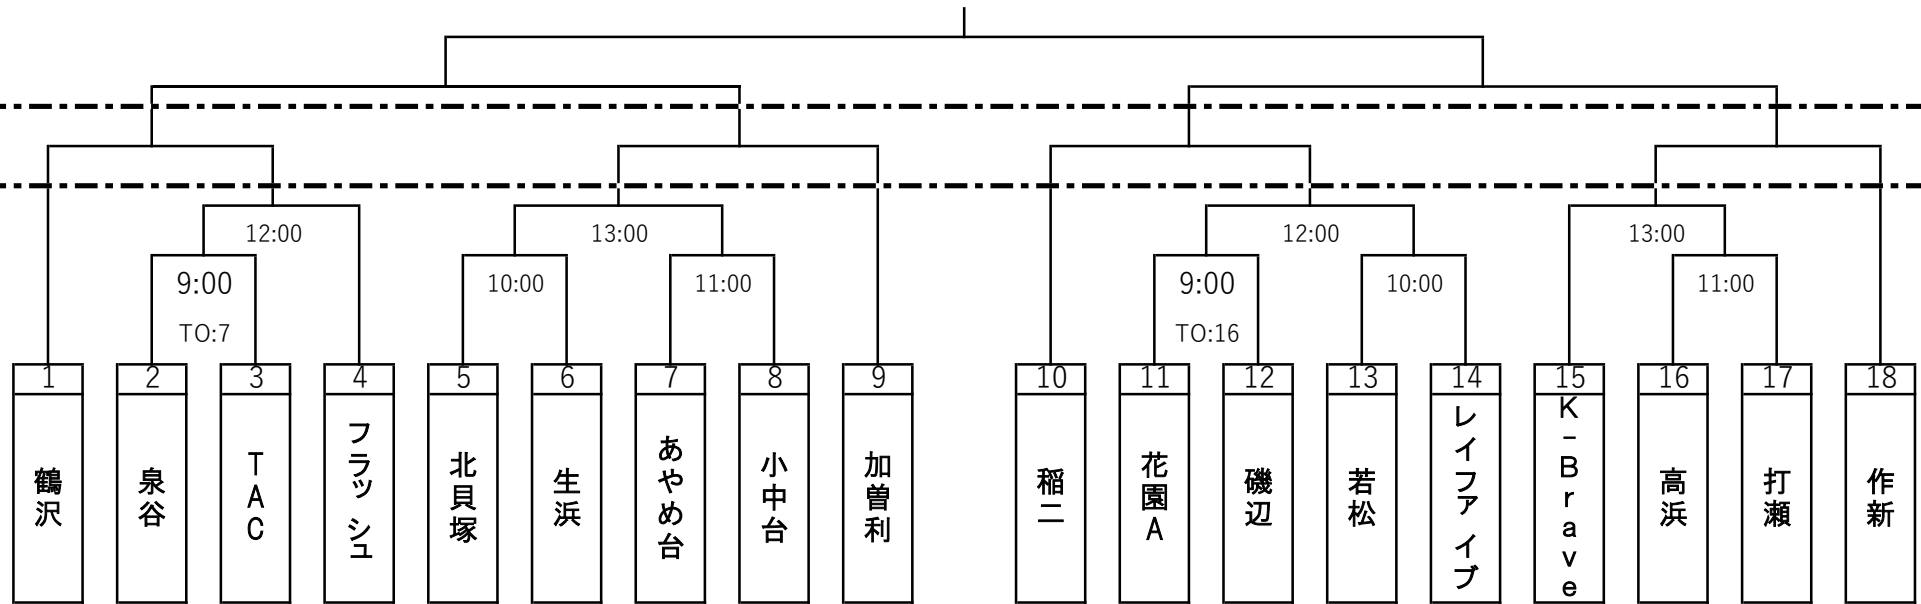 12:00
13:00
12:00
13:00
9:00
10:00
11:00
9:00
10:00
11:00
TO:7
TO:16
1
2
3
4
5
6
7
8
9
10
11
12
13
14
15
16
17
18
鶴沢
泉谷
TAC
フラッシュ
北貝塚
生浜
あやめ台
小中台
加曽利
稲二
花園A
磯辺
若松
レイファイブ
K-Brave
高浜
打瀬
作新